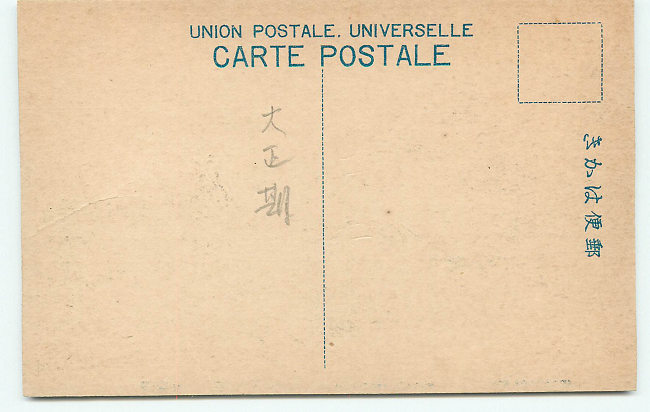 UNION POSTALE. UNIVERSELLE
CARTE POSTALE
大正期
郵便はかき